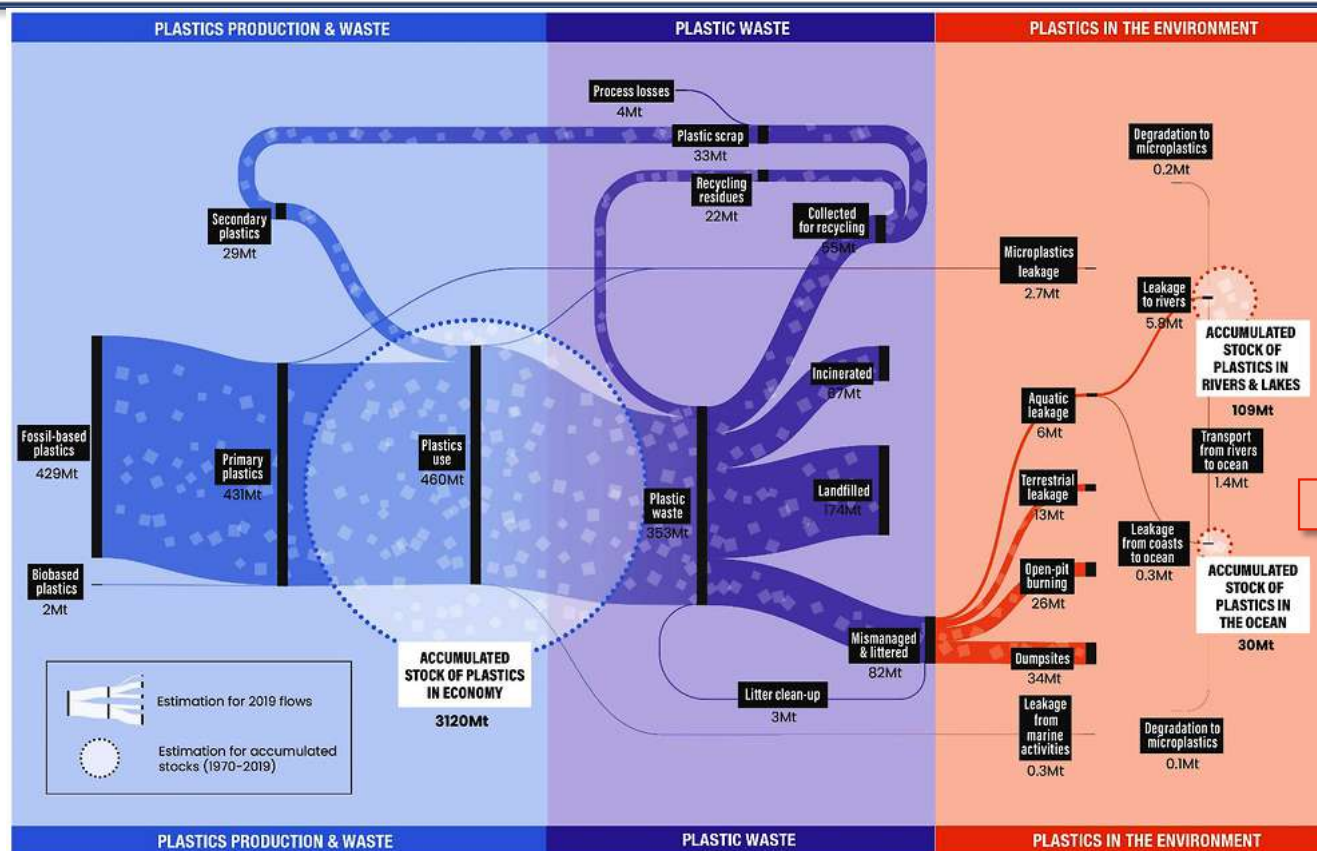 PLASTICS PRODUCTION & WASTE
PLASTIC WASTE
PLASTICS IN THE ENVIRONMENT
Process losses
4Mt
Plastic scrap
33Mt
Recycling
residues
22Mt
Secondary
plastics
29Mt
Collected
for recycling
55Mt
Degradation to
microplastics
0.2Mt
Microplastics
leakage
2.7Mt
Leakage
to rivers
5.8Mt
ACCUMULATED
STOCK OF
PLASTICS IN
RIVERS & LAKES
109Mt
Fossil-based
plastics
429Mt
Primary
plastics
431Mt
Plastics
use
460Mt
Plastic
waste
353Mt
Incinerated
67Mt
Landfilled
174Mt
Aquatic
leakage
6Mt
Transport
from rivers
to ocean
1.4Mt
Terrestrial
leakage
13Mt
Leakage
from coasts
to ocean
0.3Mt
Open-pit
burning
26Mt
ACCUMULATED
STOCK OF
PLASTICS IN
THE OCEAN
30Mt
Biobased
plastics
2Mt
Mismanaged
& littered
82Mt
Dumpsites
34Mt
ACCUMULATED
STOCK OF PLASTICS
IN ECONOMY
3120Mt
Litter clean-up
3Mt
Leakage
from
marine
activities
0.3Mt
Degradation to
microplastics
0.1Mt
Estimation for 2019 flows
Estimation for accumulated
stocks (1970-2019)
PLASTICS PRODUCTION & WASTE
PLASTIC WASTE
PLASTICS IN THE ENVIRONMENT